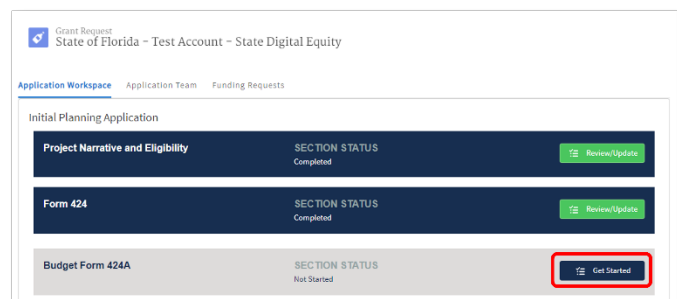 Grant Request
State of Florida - Test Account - State Digital Equity
Application Workspace Application Team Funding Requests
Initial Planning Application
Project Narrative and Eligibility SECTION STATUS Review/Update
Completed
Form 424 SECTION STATUS Review/Update
Completed
Budget Form 424A SECTION STATUS Get Started
Not Started